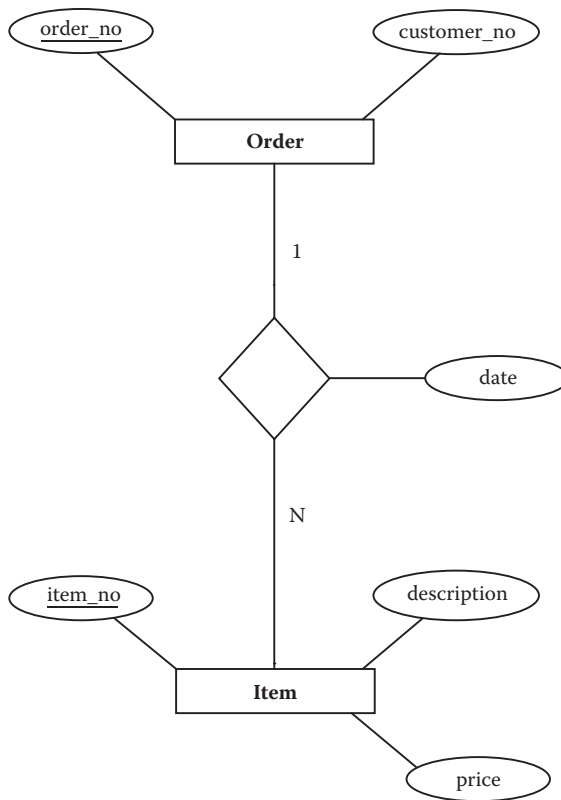 order_no
customer_no
Order
1
date
N
item_no
description
Item
price